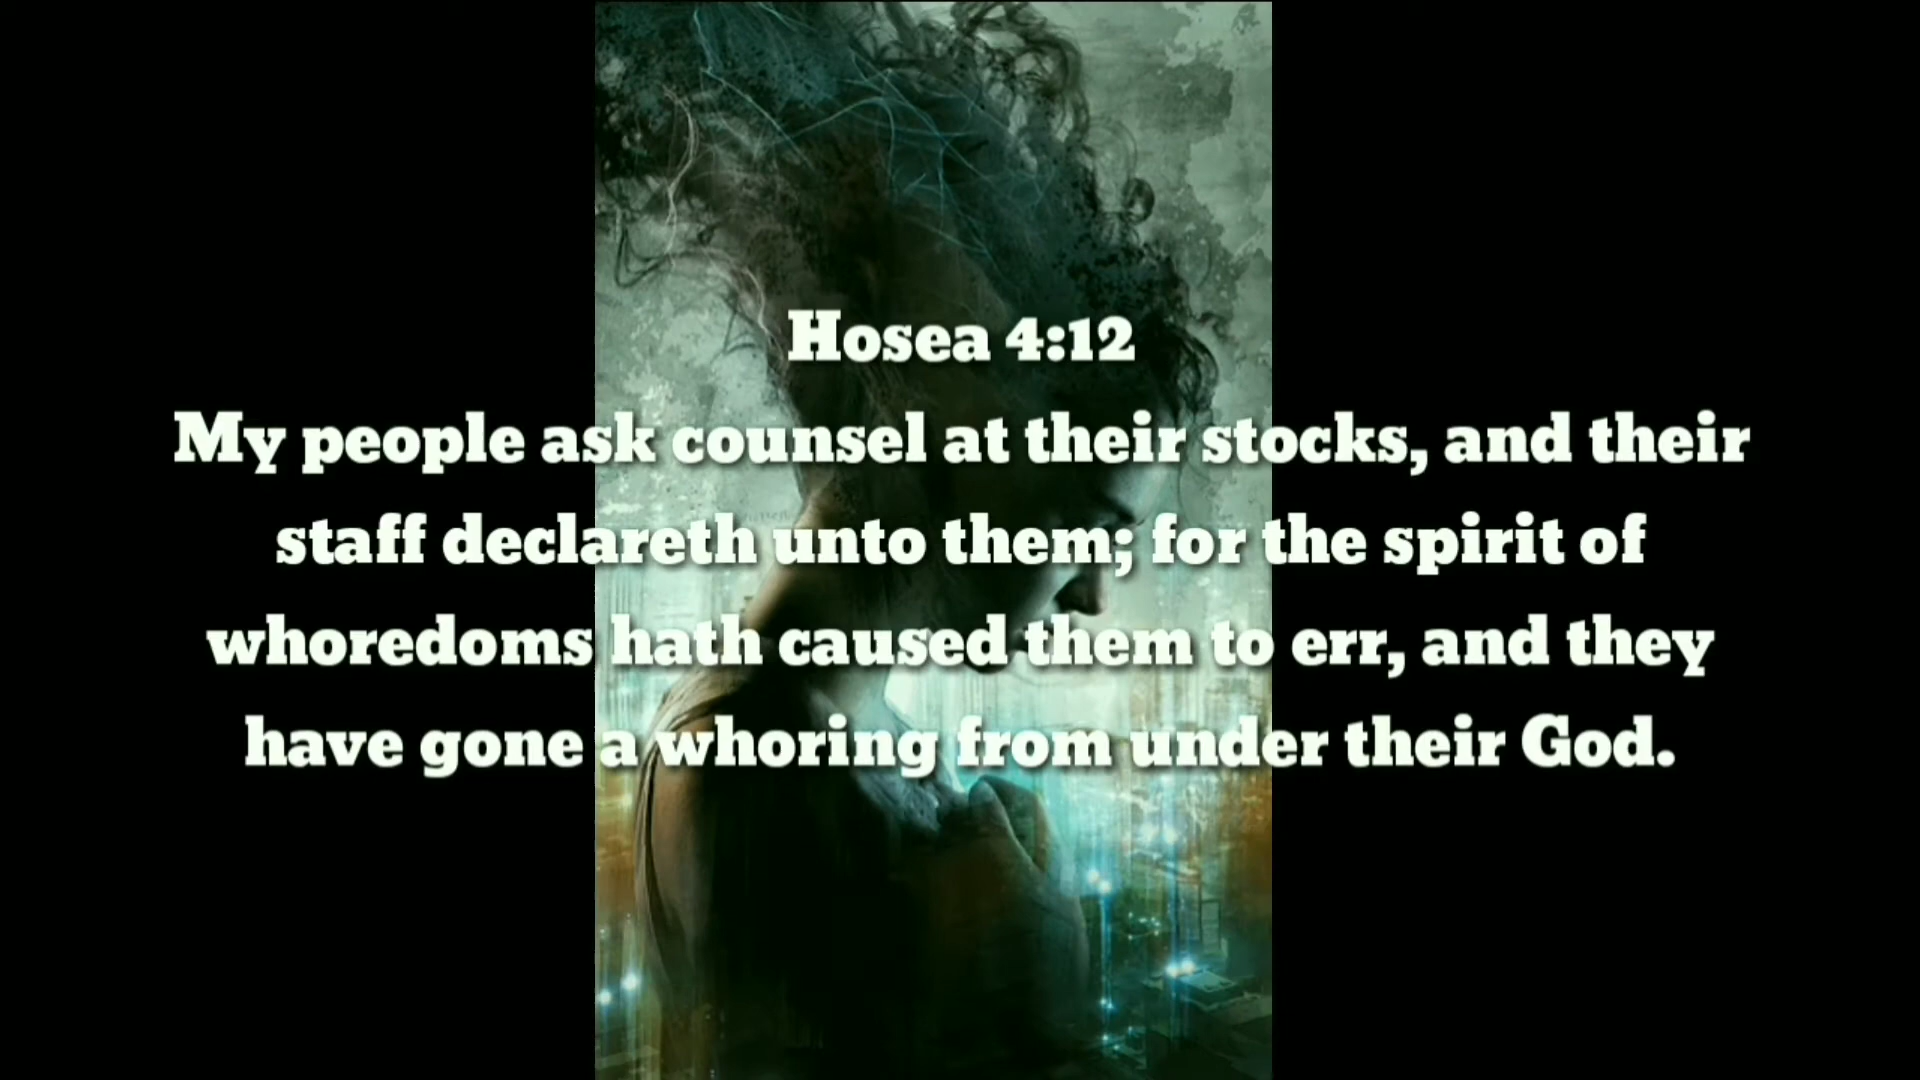 Hosea 4:12
My people ask counsel at their stocks, and their
staff declareth unto them; for the spirit of
whoredoms hath caused them to err, and they
have gone a whoring from under their God.